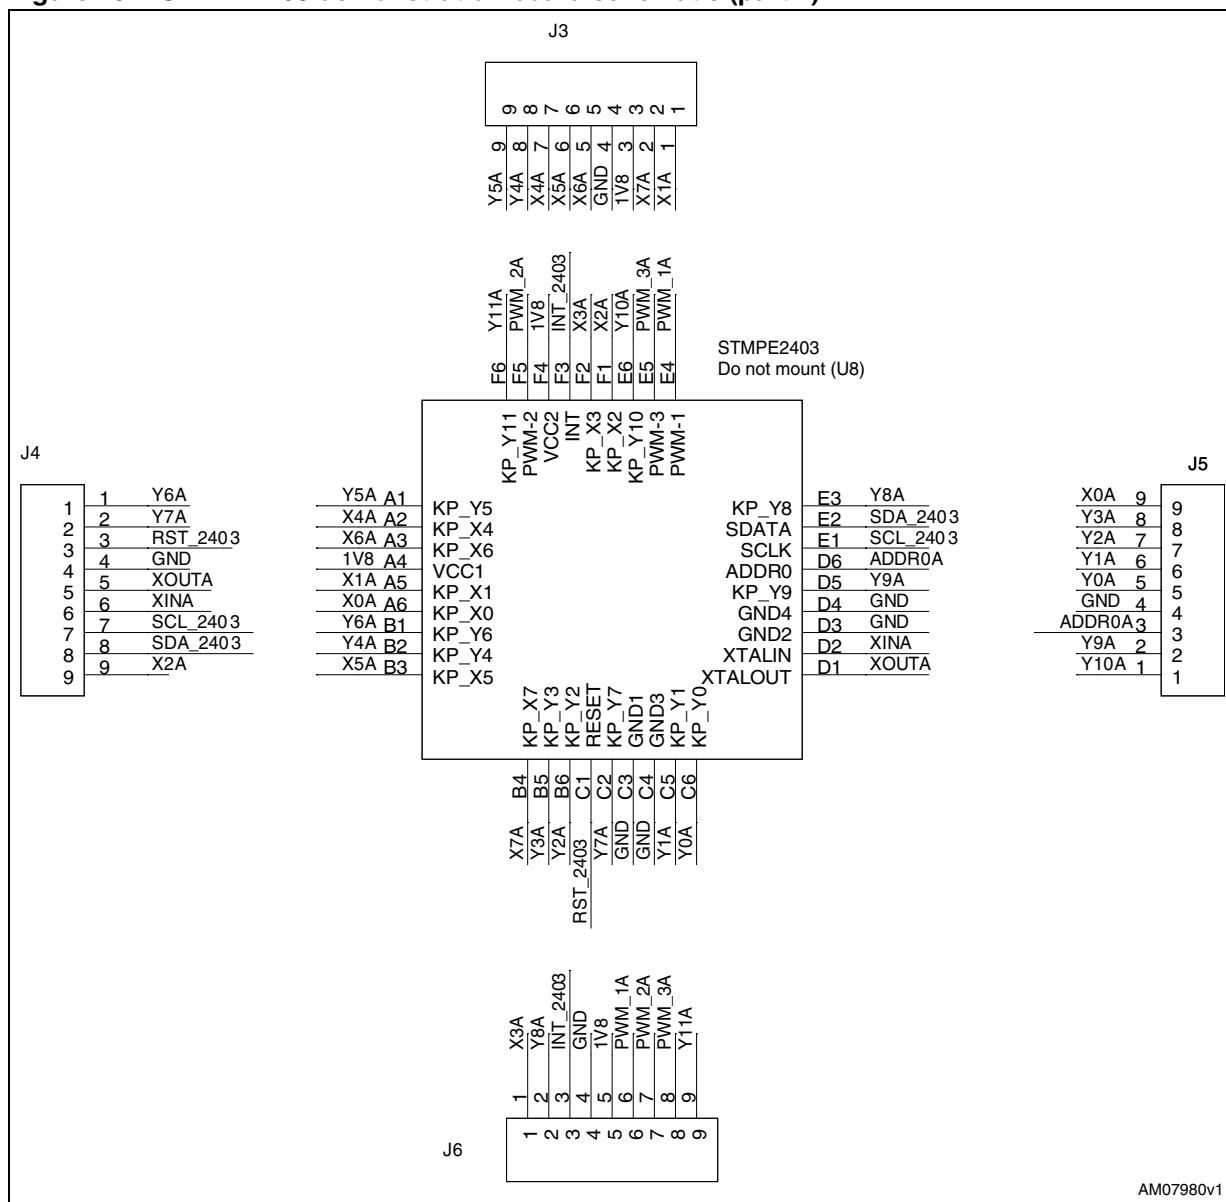 J3
9 8 7 6 5 4 3 2 1
9 8 7 6 5 4 3 2 1
Y5A Y4A X4A X5A X6A GND 1V8 X7A X1A
Y11A PWM_2A 1V8 INT_2403 X3A X2A Y10A PWM_3A PWM_1A
F6 F5 F4 F3 F2 F1 E6 E5 E4
STMPE2403
Do not mount (U8)
KP_Y11 PWM-2 VCC2 INT KP_X3 KP_X2 KP_Y10 PWM-3 PWM-1
J4
1 1 Y6A
2 2 Y7A
3 3 RST_2403
4 4 GND
5 5 XOUTA
6 6 XINA
7 7 SCL_2403
8 8 SDA_2403
9 9 X2A
Y5A A1 KP_Y5
X4A A2 KP_X4
X6A A3 KP_X6
1V8 A4 VCC1
X1A A5 KP_X1
X0A A6 KP_X0
Y6A B1 KP_Y6
Y4A B2 KP_Y4
X5A B3 KP_X5
KP_Y8 E3 Y8A
SDATA E2 SDA_2403
SCLK E1 SCL_2403
ADDR0 D6 ADDR0A
KP_Y9 D5 Y9A
GND4 D4 GND
GND2 D3 GND
XTALIN D2 XINA
XTALOUT D1 XOUTA
J5
X0A 9 9
Y3A 8 8
Y2A 7 7
Y1A 6 6
Y0A 5 5
GND 4 4
ADDR0A 3 3
Y9A 2 2
Y10A 1 1
KP_X7 KP_Y3 KP_Y2 RESET KP_Y7 GND1 GND3 KP_Y1 KP_Y0
B4 B5 B6 C1 C2 C3 C4 C5 C6
X7A Y3A Y2A RST_2403 Y7A GND GND Y1A Y0A
X3A Y8A INT_2403 GND 1V8 PWM_1A PWM_2A PWM_3A Y11A
1 2 3 4 5 6 7 8 9
1 2 3 4 5 6 7 8 9
J6
AM07980v1